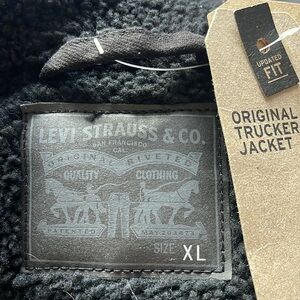 UPDATED
FIT
ORIGINAL
TRUCKER
JACKET
LEVI STRAUSS & CO.
SAN FRANCISCO
CAL.
ORIGINAL RIVETED
QUALITY CLOTHING
PATENTED MAY 20 1873
SIZE XL